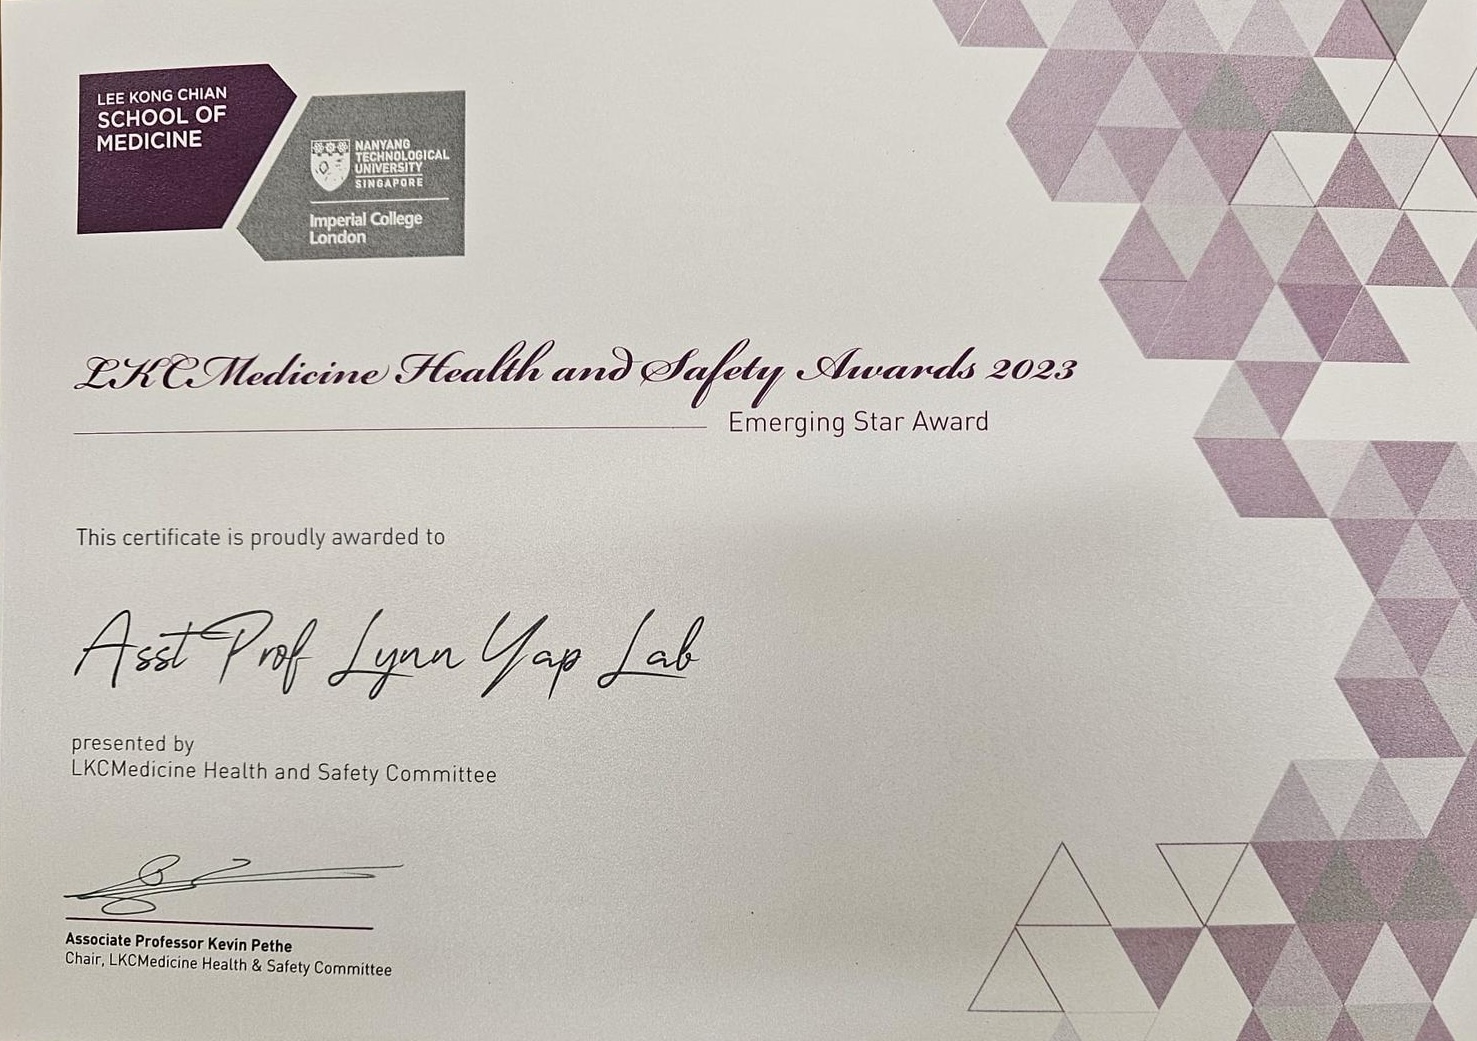 LEE KONG CHIAN
SCHOOL OF
MEDICINE
NANYANG
TECHNOLOGICAL
UNIVERSITY
SINGAPORE
Imperial College
London
LKCMedicine Health and Safety Awards 2023
Emerging Star Award
This certificate is proudly awarded to
Asst Prof Lynn Yap Lab
presented by
LKCMedicine Health and Safety Committee
Associate Professor Kevin Pethe
Chair, LKCMedicine Health & Safety Committee